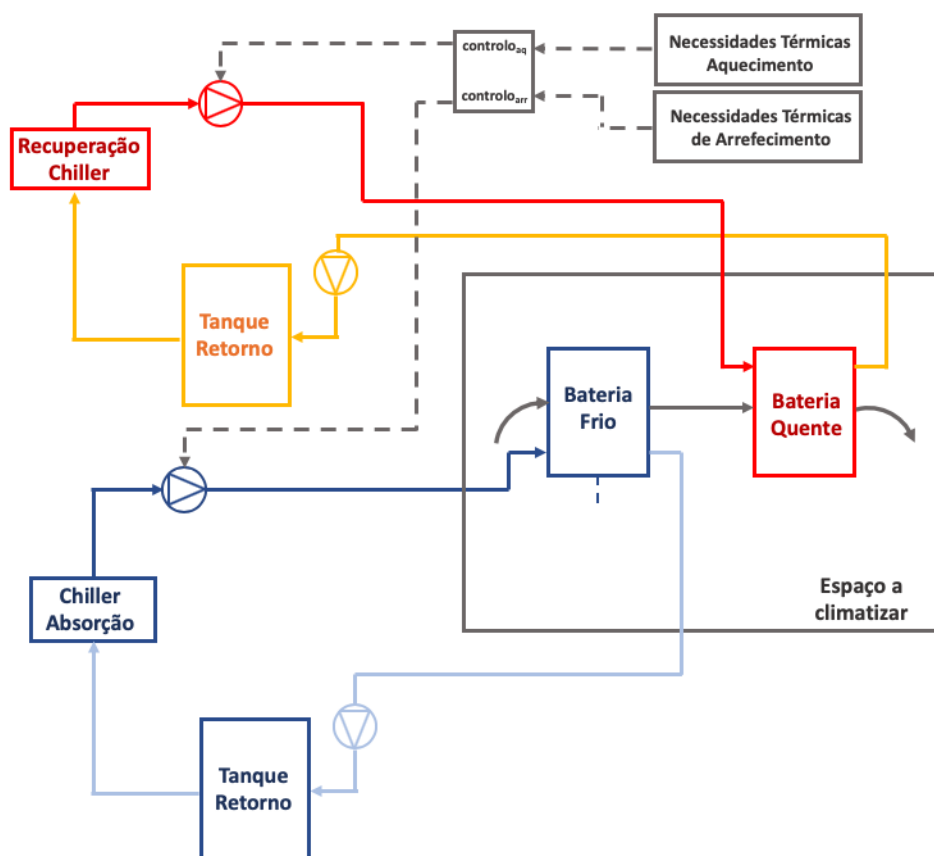 controlo_aq
Necessidades Térmicas
Aquecimento
controlo_arr
Necessidades Térmicas
de Arrefecimento
Recuperação
Chiller
Tanque
Retorno
Bateria
Frio
Bateria
Quente
Chiller
Absorção
Espaço a
climatizar
Tanque
Retorno